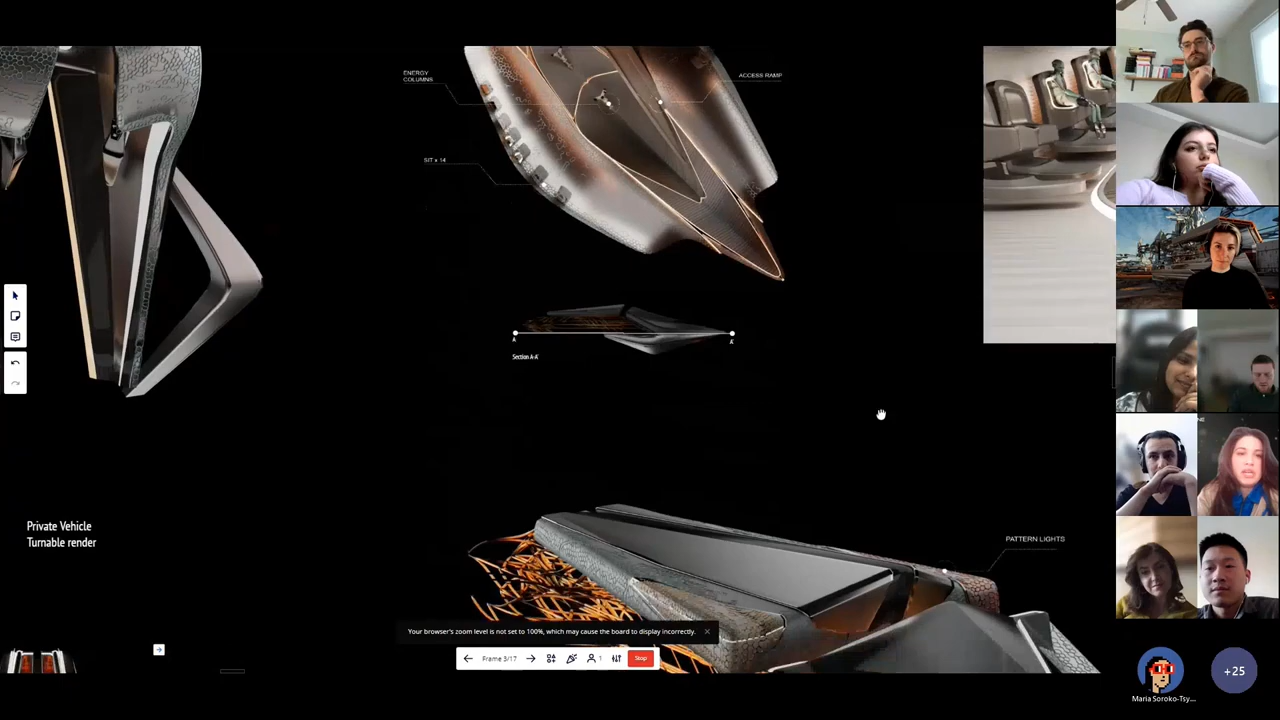 ENERGY
COLUMNS
ACCESS RAMP
SIT x 14
A
A'
Section A-A'
Private Vehicle
Turnable render
PATTERN LIGHTS
Your browser's zoom level is not set to 100%, which may cause the board to display incorrectly.
Frame 3/17
1
Stop
Maria Soroko-Tsy...
+25